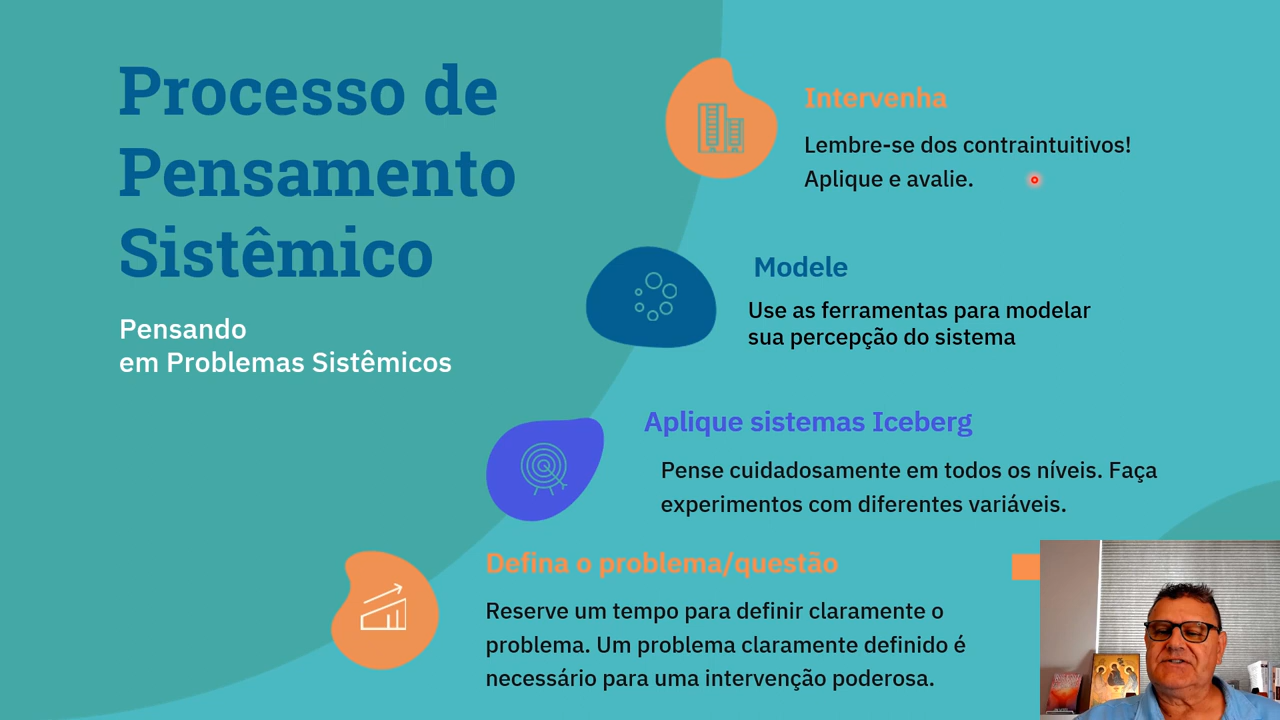 Processo de
Pensamento
Sistêmico
Pensando
em Problemas Sistêmicos
Intervenha
Lembre-se dos contraintuitivos!
Aplique e avalie.
Modele
Use as ferramentas para modelar
sua percepção do sistema
Aplique sistemas Iceberg
Pense cuidadosamente em todos os níveis. Faça
experimentos com diferentes variáveis.
Defina o problema/questão
Reserve um tempo para definir claramente o
problema. Um problema claramente definido é
necessário para uma intervenção poderosa.